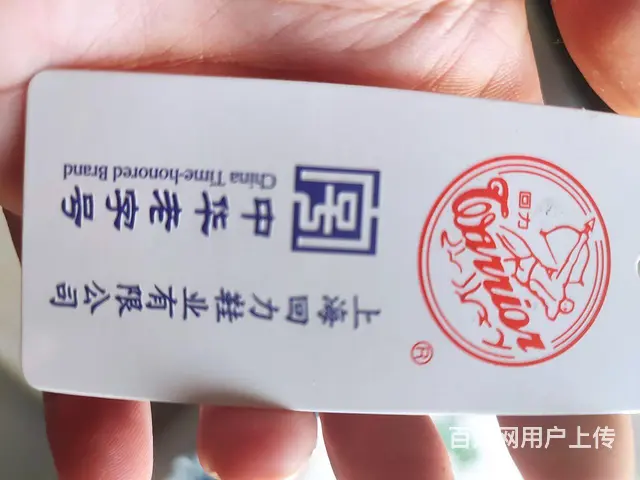 回力
Warrior
®
中华老字号
China Time-honored Brand
上海回力鞋业有限公司
百姓网用户上传